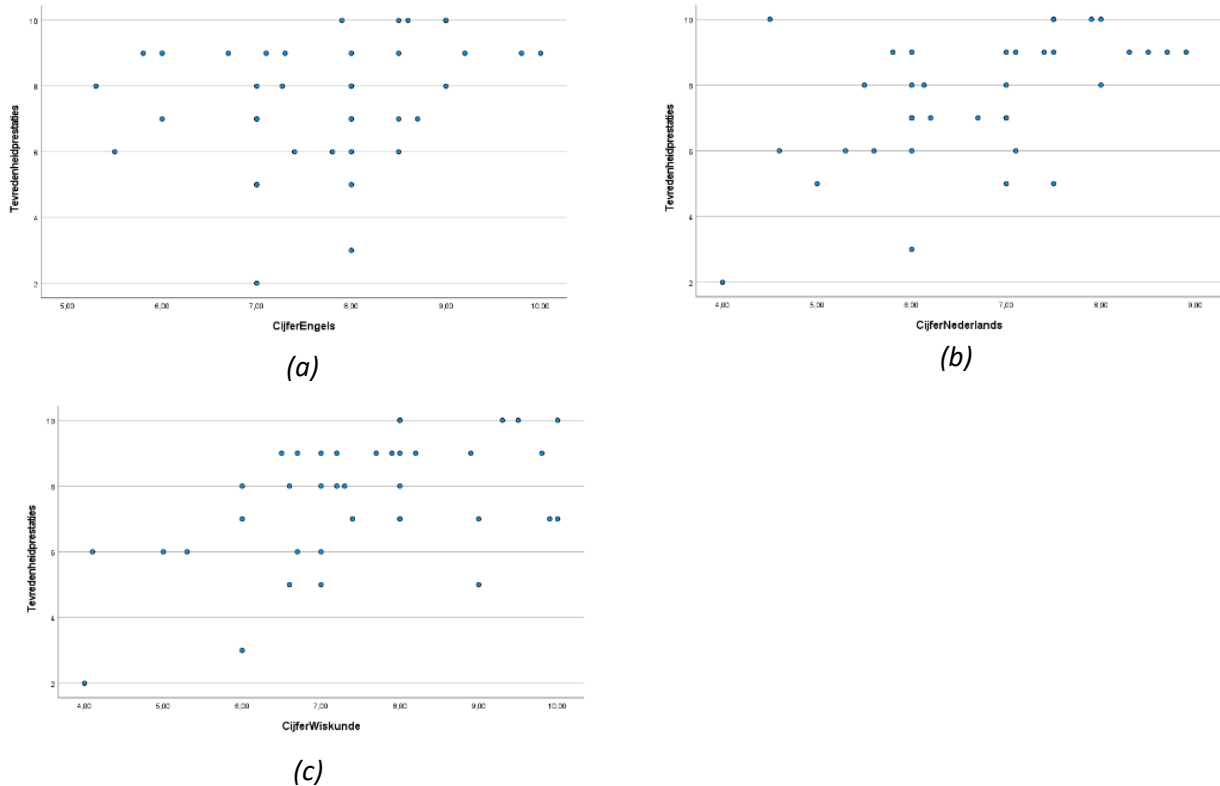 10
8
6
4
2
Tevredenheidprestaties
5,00 6,00 7,00 8,00 9,00 10,00
CijferEngels
(a)
10
8
6
4
2
Tevredenheidprestaties
4,00 5,00 6,00 7,00 8,00 9,00
CijferNederlands
(b)
10
8
6
4
2
Tevredenheidprestaties
4,00 5,00 6,00 7,00 8,00 9,00 10,00
CijferWiskunde
(c)